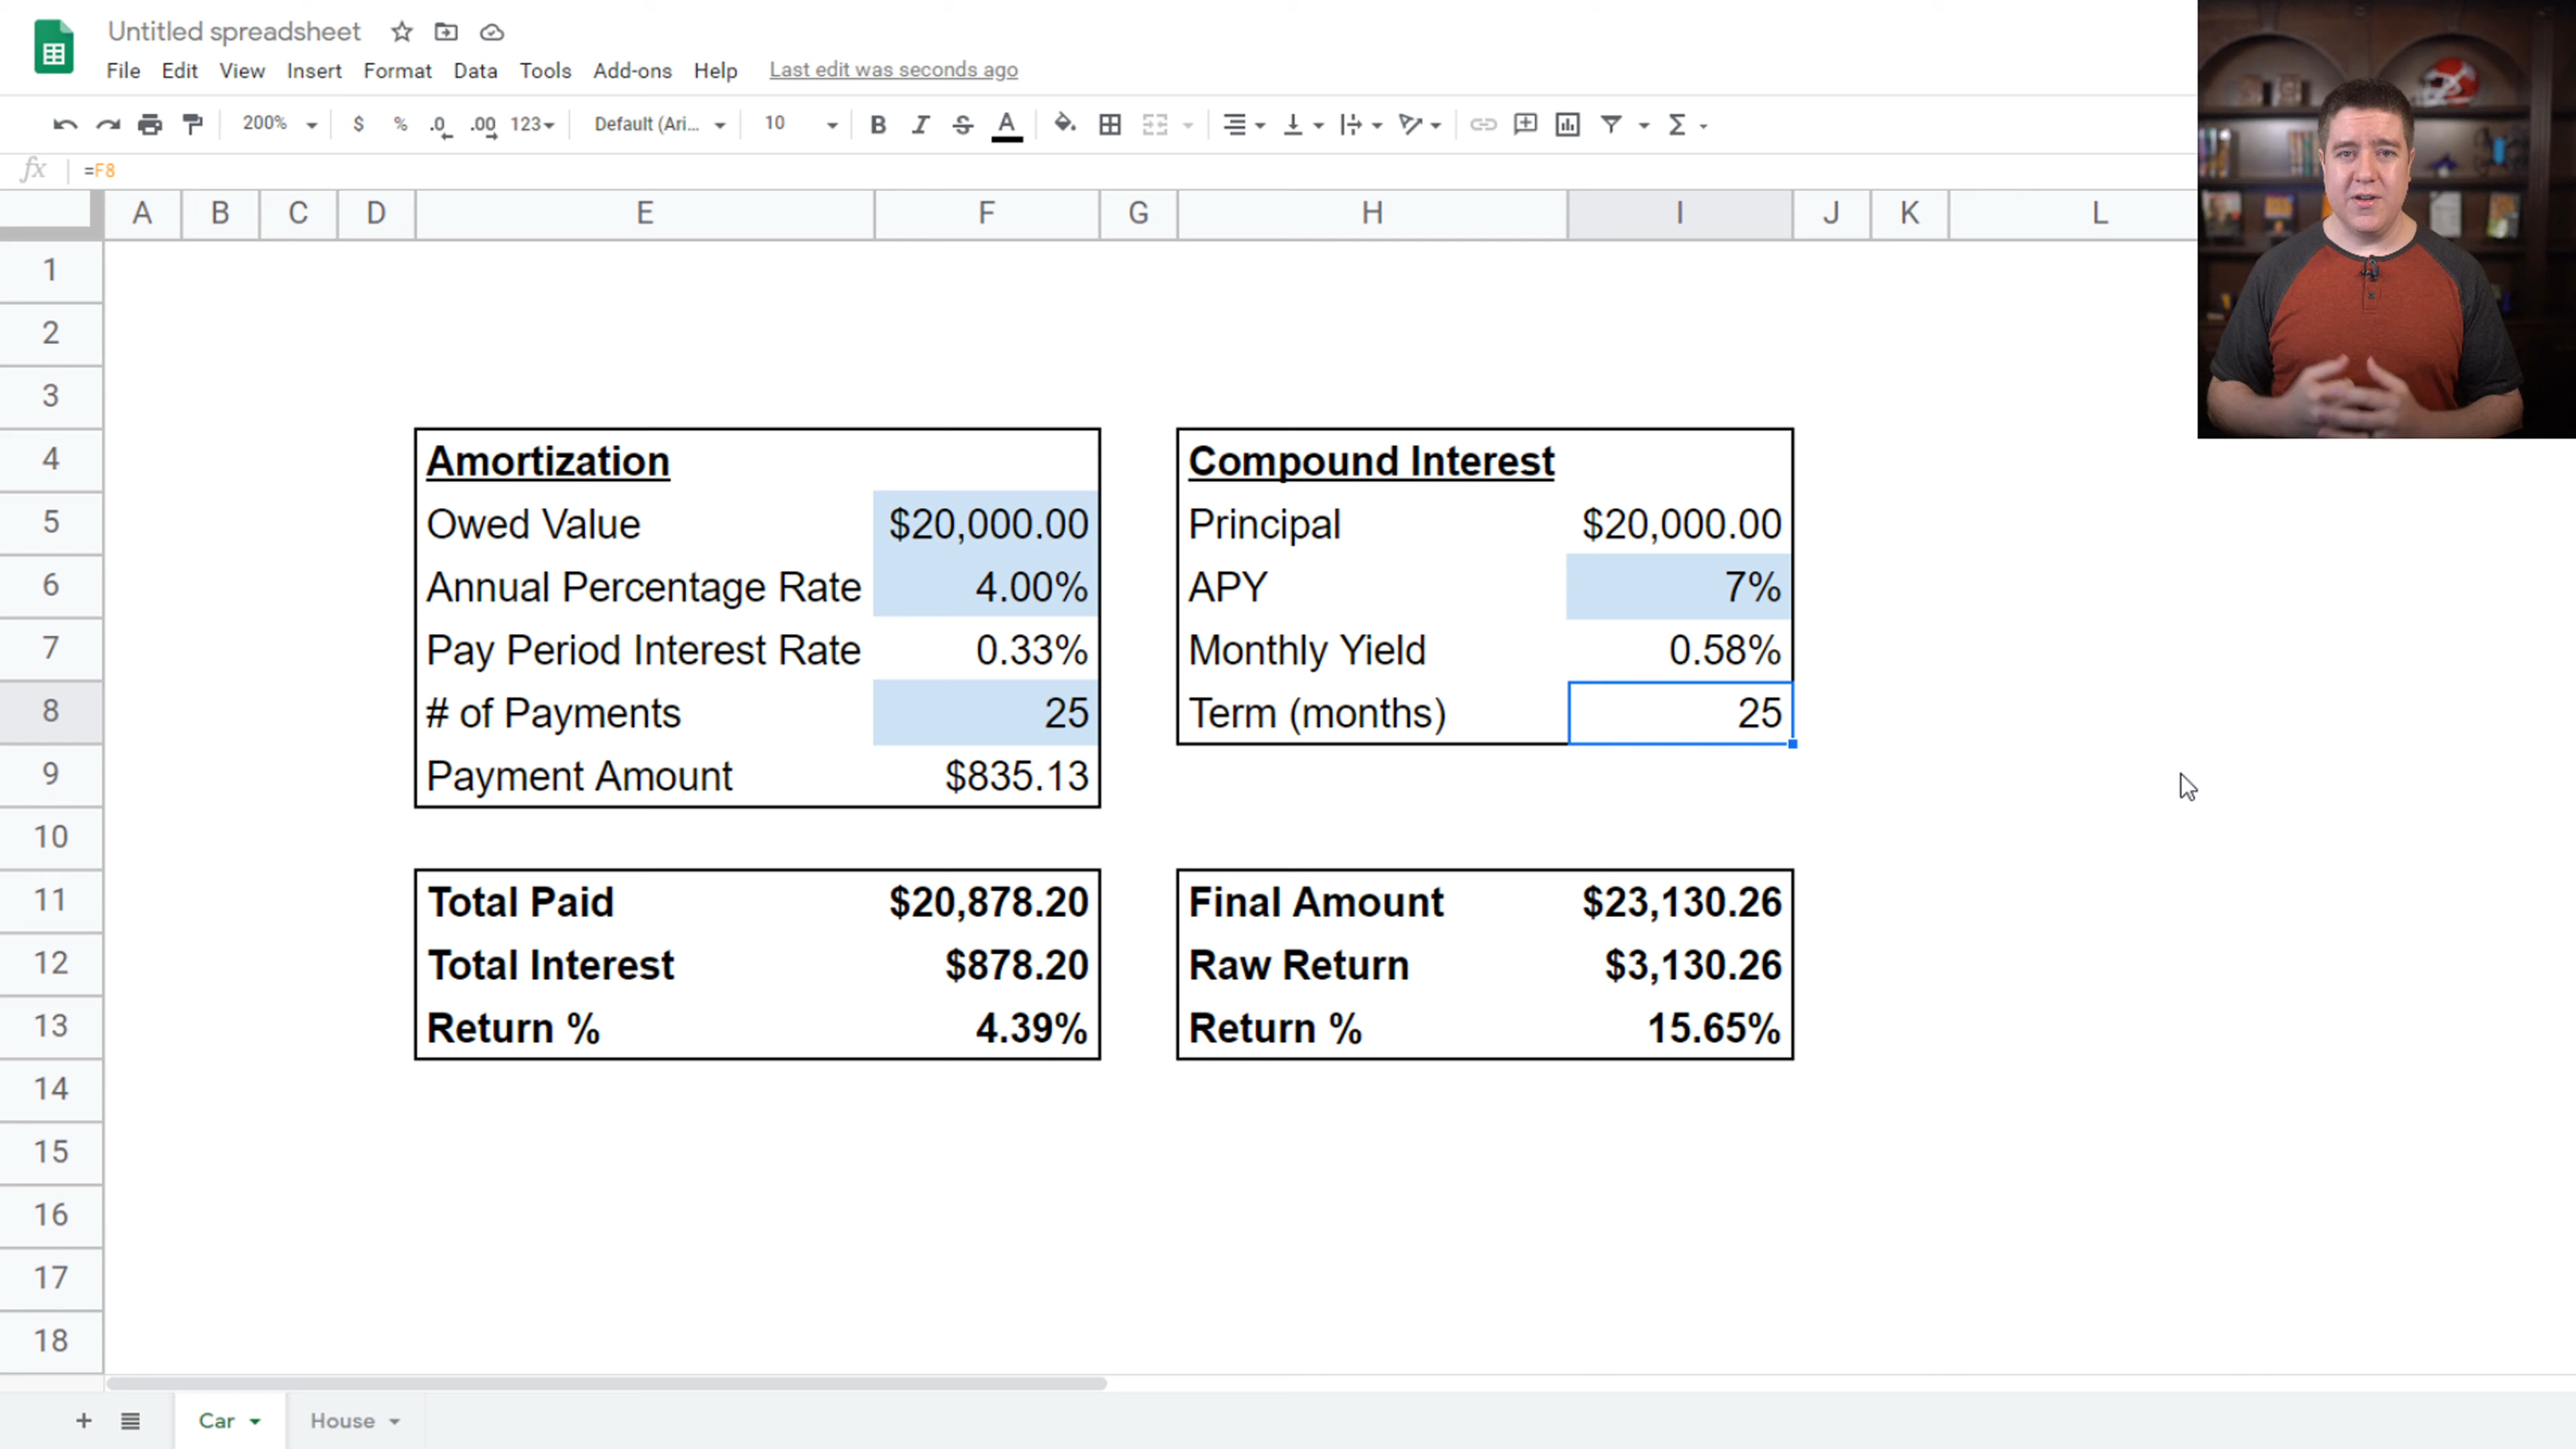 Untitled spreadsheet
File Edit View Insert Format Data Tools Add-ons Help Last edit was seconds ago
200% $ % .0 .00 123 Default (Ari... 10 B I S A Σ
fx =F8
A B C D E F G H I J K L
1
2
3
4 Amortization Compound Interest
5 Owed Value $20,000.00 Principal $20,000.00
6 Annual Percentage Rate 4.00% APY 7%
7 Pay Period Interest Rate 0.33% Monthly Yield 0.58%
8 # of Payments 25 Term (months) 25
9 Payment Amount $835.13
10
11 Total Paid $20,878.20 Final Amount $23,130.26
12 Total Interest $878.20 Raw Return $3,130.26
13 Return % 4.39% Return % 15.65%
14
15
16
17
18
+ Car House